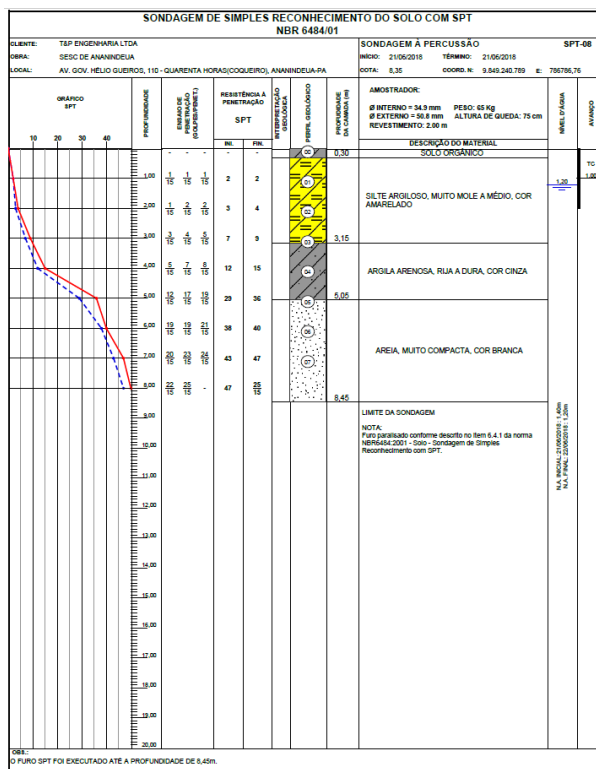 SONDAGEM DE SIMPLES RECONHECIMENTO DO SOLO COM SPT
NBR 6484/01
CLIENTE: T&P ENGENHARIA LTDA
OBRA: SESC DE ANANINDEUA
LOCAL: AV. GOV. HÉLIO GUEIROS, 110 - QUARENTA HORAS(COQUEIRO), ANANINDEUA-PA
SONDAGEM À PERCUSSÃO SPT-08
INÍCIO: 21/06/2018 TÉRMINO: 21/06/2018
COTA: 8,35 COORD. N: 9.849.240.789 E: 786786,76
GRÁFICO
SPT
10 20 30 40
PROFUNDIDADE
ENSAIO DE
PENETRAÇÃO
(GOLPES/PENET.)
RESISTÊNCIA À
PENETRAÇÃO
SPT
INI. FIN.
INTERPRETAÇÃO
GEOLÓGICA
PERFIL GEOLÓGICO
PROFUNDIDADE
DA CAMADA (m)
AMOSTRADOR:
Ø INTERNO = 34.9 mm PESO: 65 Kg
Ø EXTERNO = 50.8 mm ALTURA DE QUEDA: 75 cm
REVESTIMENTO: 2.00 m
DESCRIÇÃO DO MATERIAL
NÍVEL D'ÁGUA
AVANÇO
- - - - - 00 0,30 SOLO ORGÂNICO
TC
1,00
1,20
1,00 1/15 1/15 1/15 2 2 01
2,00 1/15 2/15 2/15 3 4 02
SILTE ARGILOSO, MUITO MOLE A MÉDIO, COR
AMARELADO
3,00 3/15 4/15 5/15 7 9 03 3,15
4,00 5/15 7/15 8/15 12 15 04
ARGILA ARENOSA, RIJA A DURA, COR CINZA
5,00 12/15 17/15 19/15 29 36 05 5,05
6,00 19/15 19/15 21/15 38 40 06
AREIA, MUITO COMPACTA, COR BRANCA
7,00 20/15 23/15 24/15 43 47 07
8,00 22/15 25/15 - 47 25/15 8,45
LIMITE DA SONDAGEM
NOTA:
Furo paralisado conforme descrito no item 6.4.1 da norma
NBR6484:2001 - Solo - Sondagem de Simples
Reconhecimento com SPT.
N.A. INICIAL: 21/06/2018 : 1,40m
N.A. FINAL: 22/06/2018 : 1,20m
9,00
10,00
11,00
12,00
13,00
14,00
15,00
16,00
17,00
18,00
19,00
20,00
OBS.:
O FURO SPT FOI EXECUTADO ATÉ A PROFUNDIDADE DE 8,45m.